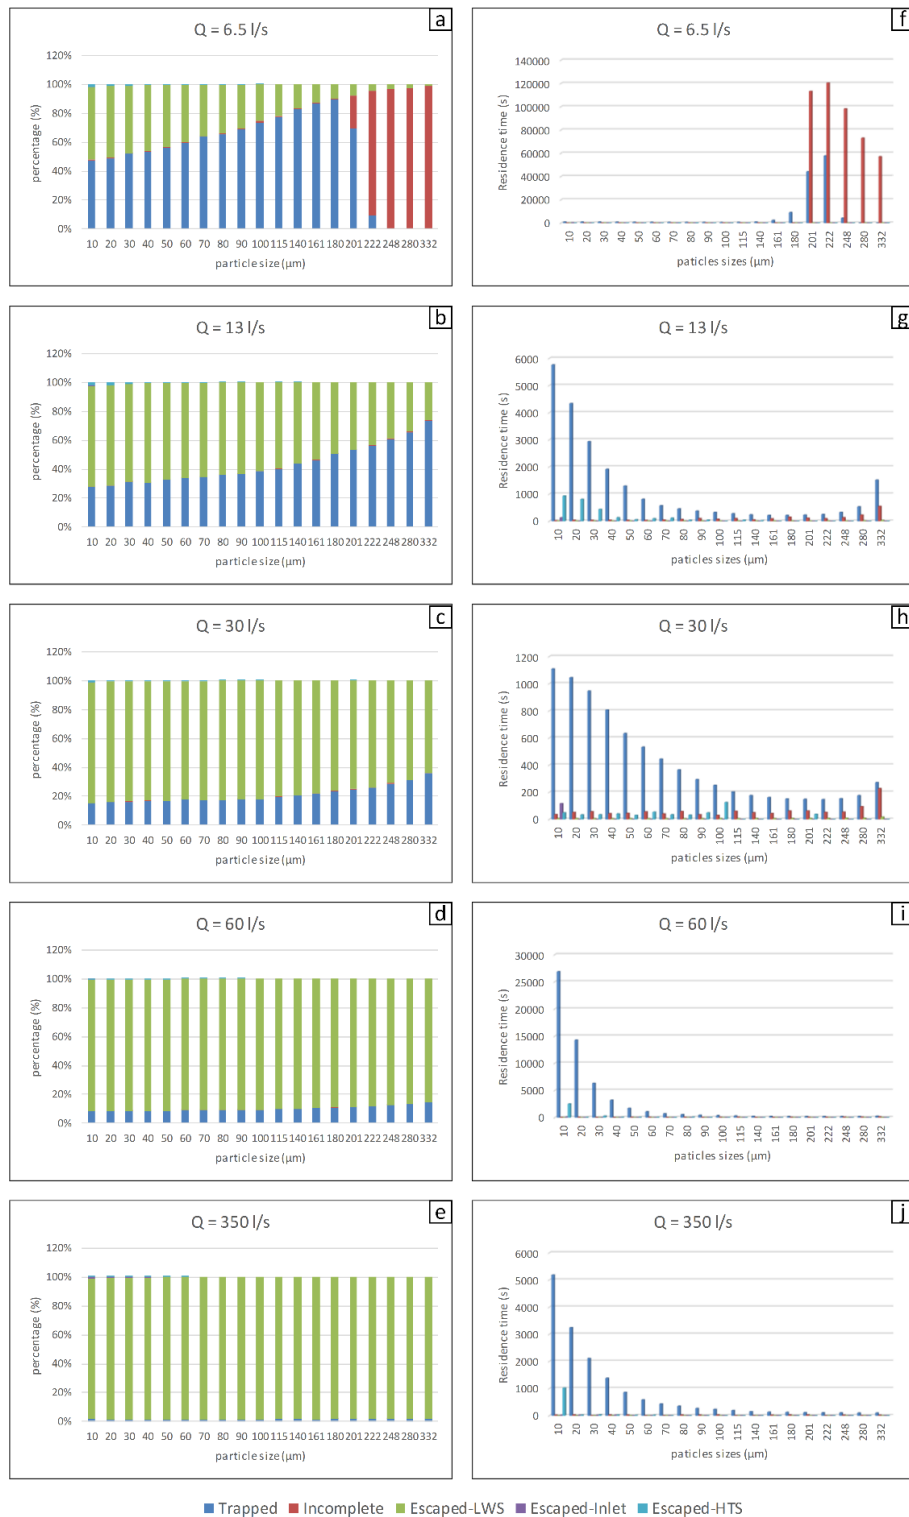 a
Q = 6.5 l/s
120%
100%
80%
60%
40%
20%
0%
percentage (%)
10 20 30 40 50 60 70 80 90 100 115 140 161 180 201 222 248 280 332
particle size (µm)
f
Q = 6.5 l/s
140000
120000
100000
80000
60000
40000
20000
0
Residence time (s)
10 20 30 40 50 60 70 80 90 100 115 140 161 180 201 222 248 280 332
paticles sizes (µm)
b
Q = 13 l/s
120%
100%
80%
60%
40%
20%
0%
percentage (%)
10 20 30 40 50 60 70 80 90 100 115 140 161 180 201 222 248 280 332
particle size (µm)
g
Q = 13 l/s
6000
5000
4000
3000
2000
1000
0
Residence time (s)
10 20 30 40 50 60 70 80 90 100 115 140 161 180 201 222 248 280 332
paticles sizes (µm)
c
Q = 30 l/s
120%
100%
80%
60%
40%
20%
0%
percentage (%)
10 20 30 40 50 60 70 80 90 100 115 140 161 180 201 222 248 280 332
particle size (µm)
h
Q = 30 l/s
1200
1000
800
600
400
200
0
Residence time (s)
10 20 30 40 50 60 70 80 90 100 115 140 161 180 201 222 248 280 332
paticles sizes (µm)
d
Q = 60 l/s
120%
100%
80%
60%
40%
20%
0%
percentage (%)
10 20 30 40 50 60 70 80 90 100 115 140 161 180 201 222 248 280 332
particle size (µm)
i
Q = 60 l/s
30000
25000
20000
15000
10000
5000
0
Residence time (s)
10 20 30 40 50 60 70 80 90 100 115 140 161 180 201 222 248 280 332
paticles sizes (µm)
e
Q = 350 l/s
120%
100%
80%
60%
40%
20%
0%
percentage (%)
10 20 30 40 50 60 70 80 90 100 115 140 161 180 201 222 248 280 332
particle size (µm)
j
Q = 350 l/s
6000
5000
4000
3000
2000
1000
0
Residence time (s)
10 20 30 40 50 60 70 80 90 100 115 140 161 180 201 222 248 280 332
paticles sizes (µm)
Trapped Incomplete Escaped-LWS Escaped-Inlet Escaped-HTS